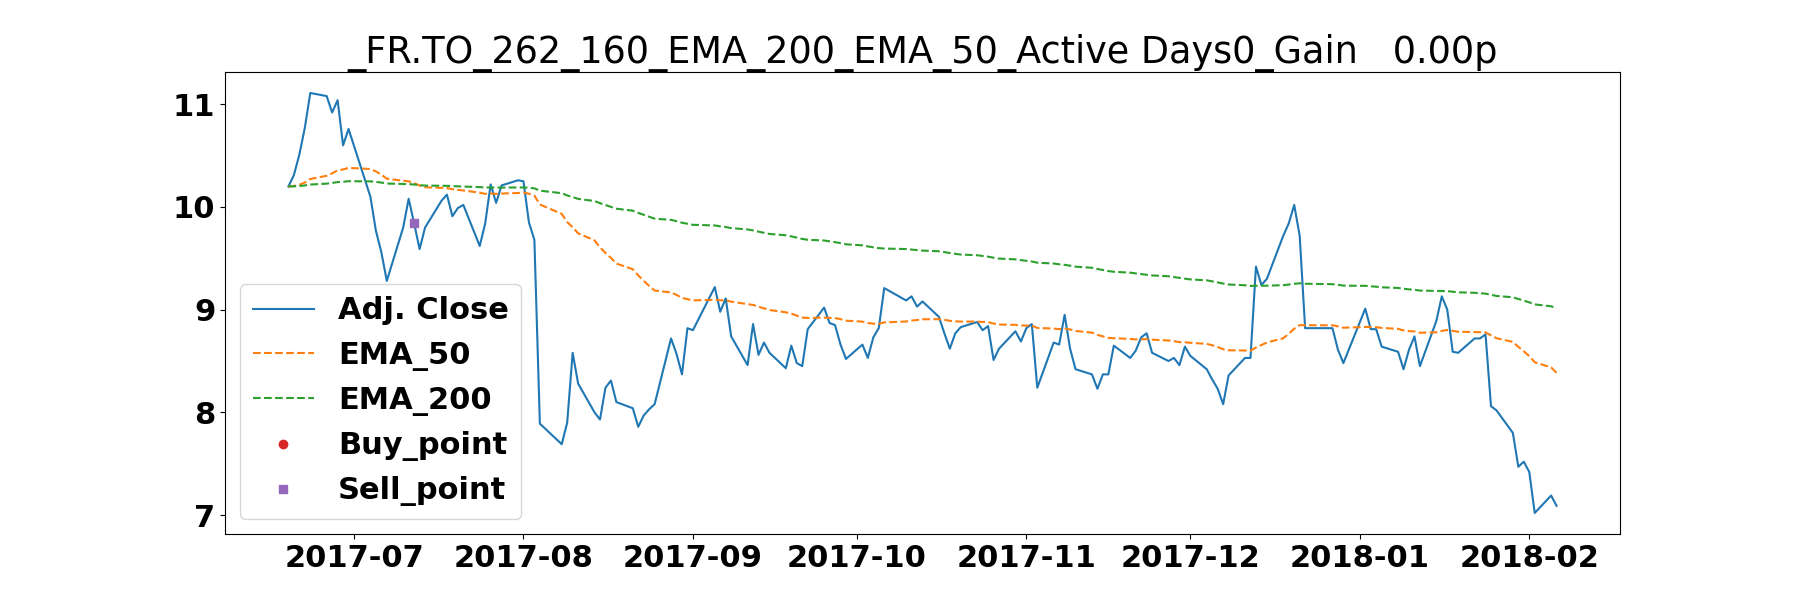 _FR.TO_262_160_EMA_200_EMA_50_Active Days0_Gain   0.00p
11
10
9
8
7
Adj. Close
EMA_50
EMA_200
Buy_point
Sell_point
2017-07 2017-08 2017-09 2017-10 2017-11 2017-12 2018-01 2018-02